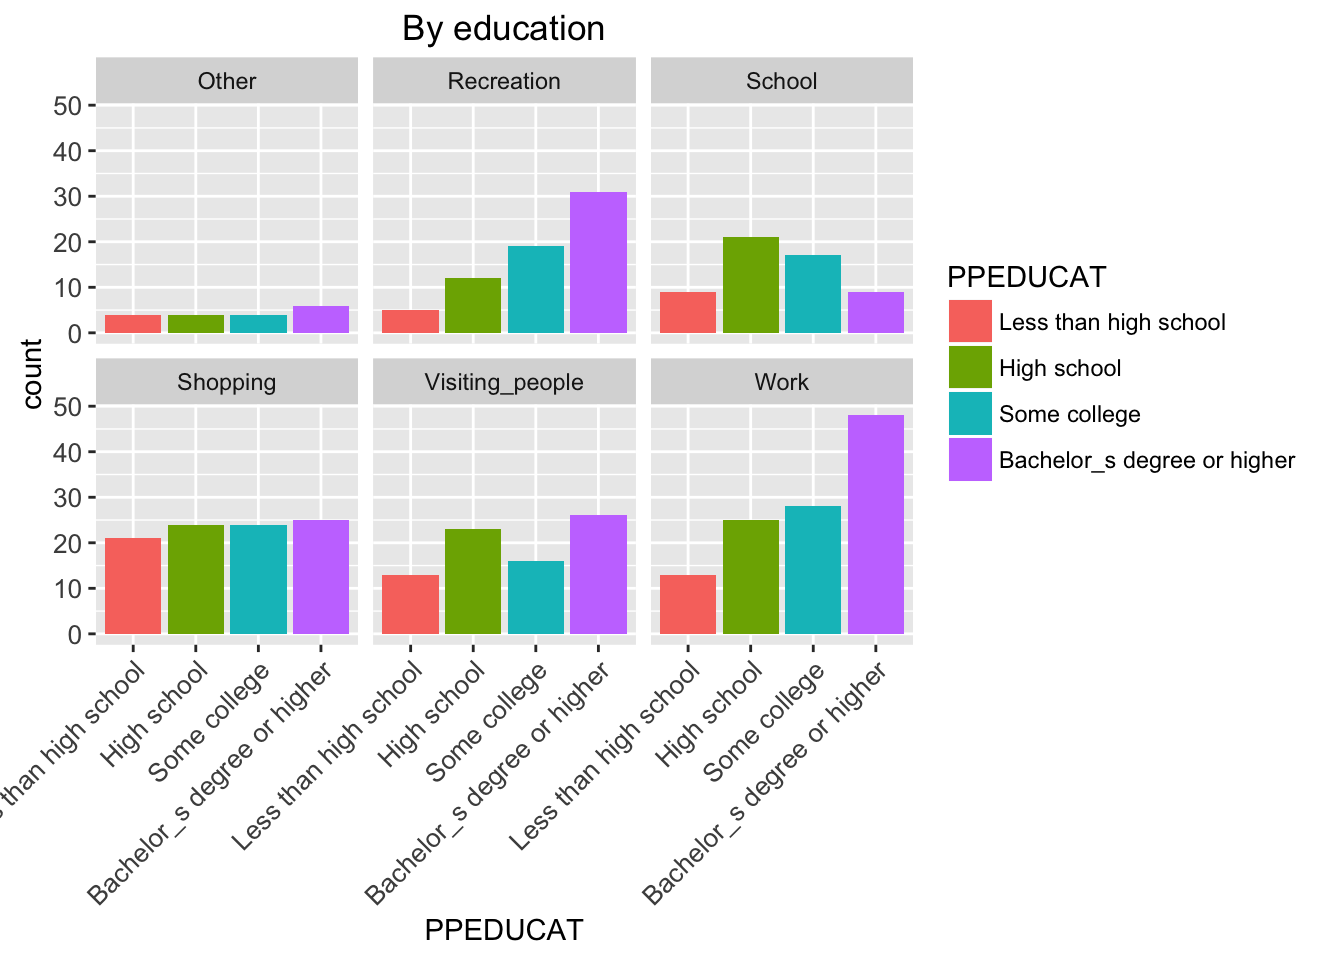 By education
Other
Recreation
School
50
40
30
20
10
0
count
Shopping
Visiting_people
Work
50
40
30
20
10
0
than high school
High school
Some college
Bachelor_s degree or higher
Less than high school
High school
Some college
Bachelor_s degree or higher
Less than high school
High school
Some college
Bachelor_s degree or higher
PPEDUCAT
PPEDUCAT
Less than high school
High school
Some college
Bachelor_s degree or higher